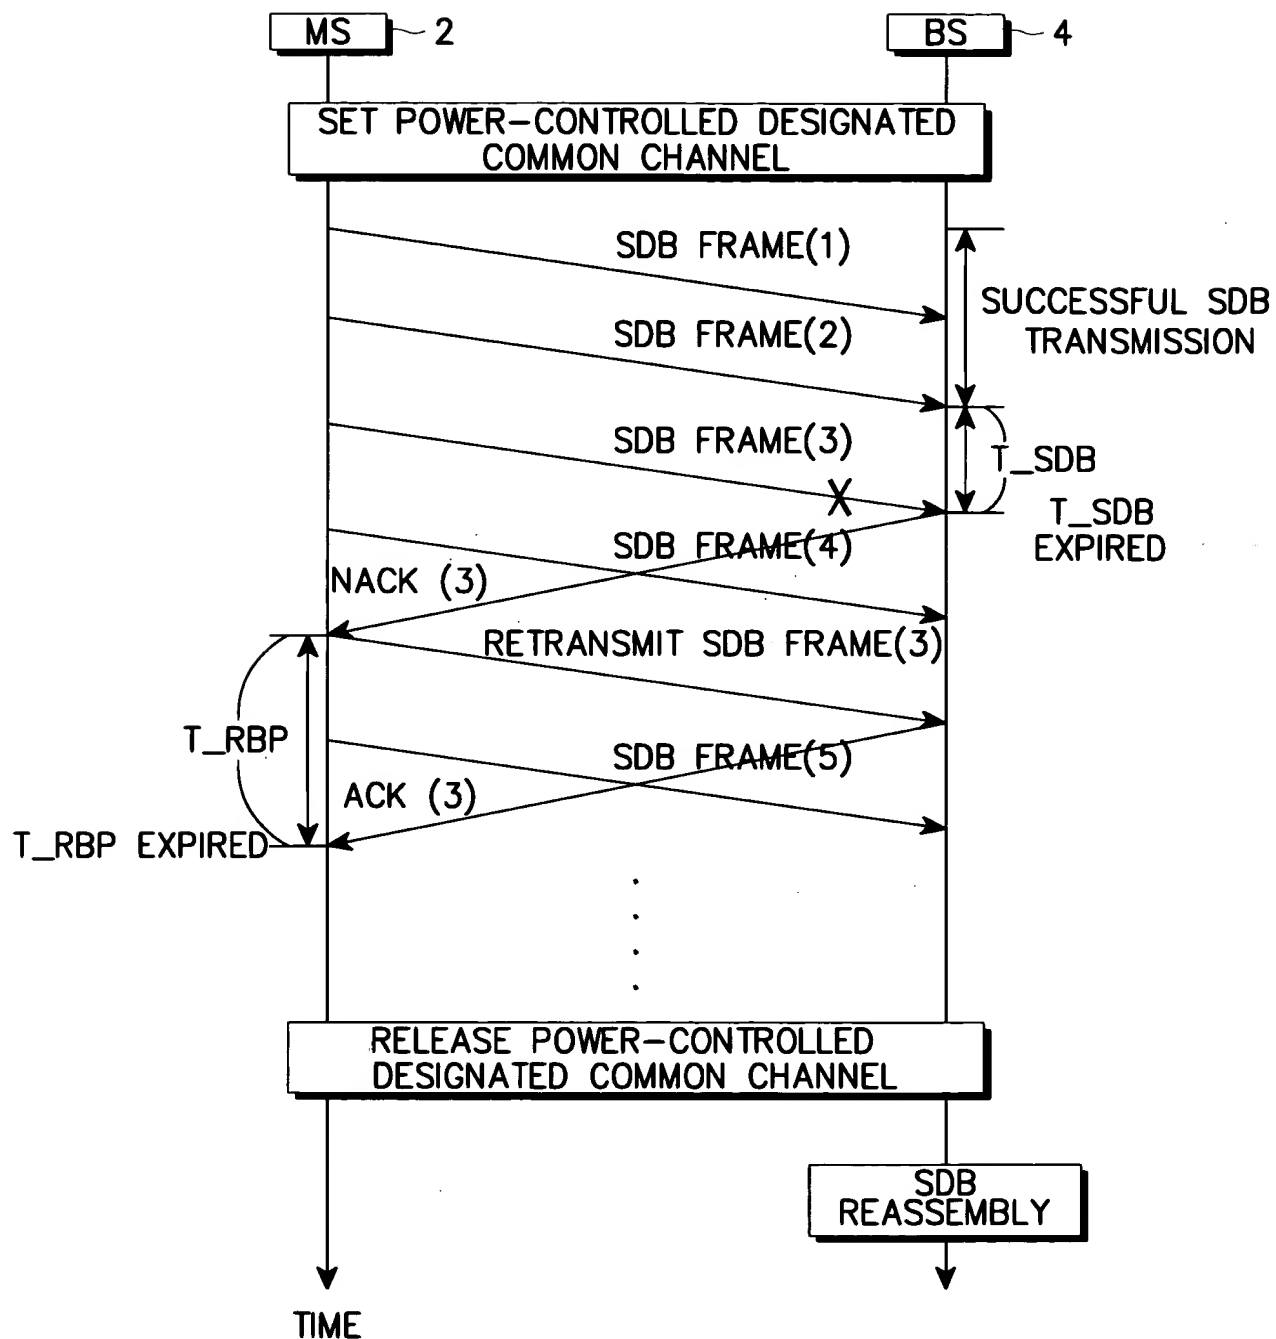 MS 2
BS 4
SET POWER-CONTROLLED DESIGNATED
COMMON CHANNEL
SDB FRAME(1)
SUCCESSFUL SDB
TRANSMISSION
SDB FRAME(2)
SDB FRAME(3)
T_SDB
X
T_SDB
EXPIRED
SDB FRAME(4)
NACK (3)
RETRANSMIT SDB FRAME(3)
T_RBP
SDB FRAME(5)
ACK (3)
T_RBP EXPIRED
RELEASE POWER-CONTROLLED
DESIGNATED COMMON CHANNEL
SDB
REASSEMBLY
TIME